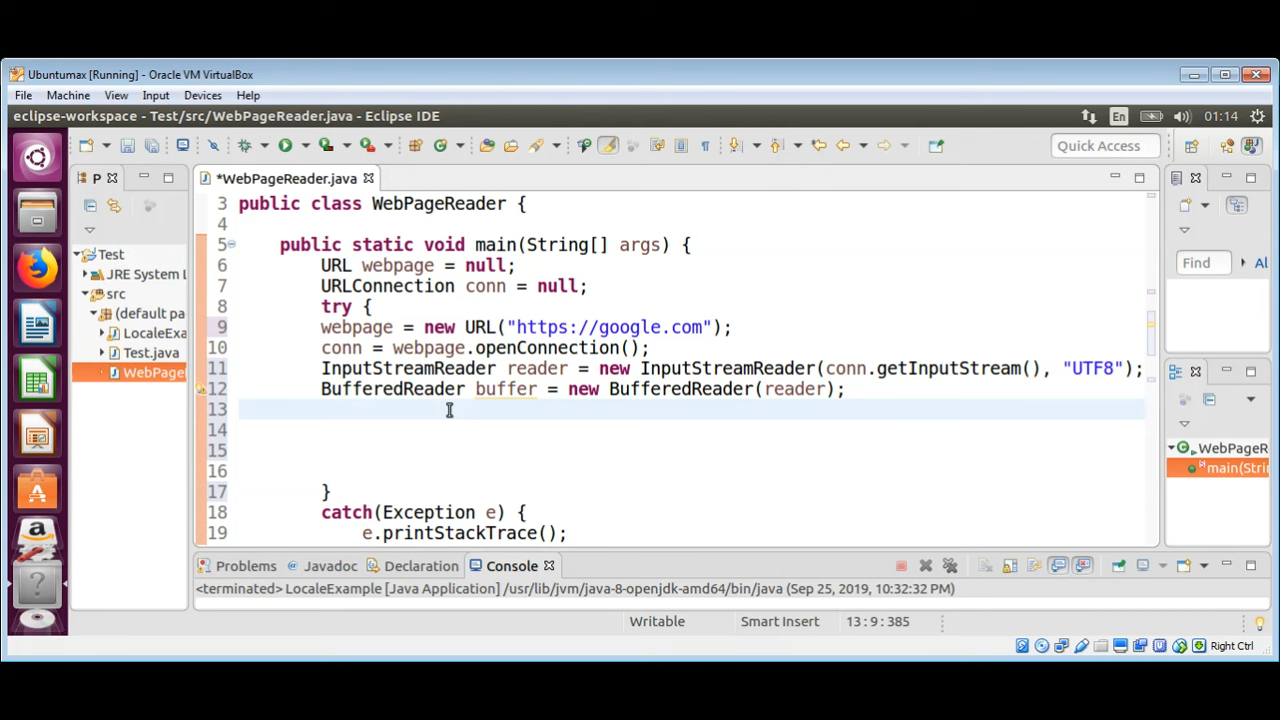 Ubuntumax [Running] - Oracle VM VirtualBox
File Machine View Input Devices Help
eclipse-workspace - Test/src/WebPageReader.java - Eclipse IDE
En 01:14
Quick Access
P
*WebPageReader.java
3 public class WebPageReader {
4
5 public static void main(String[] args) {
6 URL webpage = null;
7 URLConnection conn = null;
8 try {
9 webpage = new URL("https://google.com");
10 conn = webpage.openConnection();
11 InputStreamReader reader = new InputStreamReader(conn.getInputStream(), "UTF8");
12 BufferedReader buffer = new BufferedReader(reader);
13
14
15
16
17 }
18 catch(Exception e) {
19 e.printStackTrace();
Test
JRE System L
src
(default pa
LocaleExa
Test.java
WebPage
Find Al
WebPageR
main(Stri
Problems Javadoc Declaration Console
<terminated> LocaleExample [Java Application] /usr/lib/jvm/java-8-openjdk-amd64/bin/java (Sep 25, 2019, 10:32:32 PM)
Writable Smart Insert 13:9:385
Right Ctrl